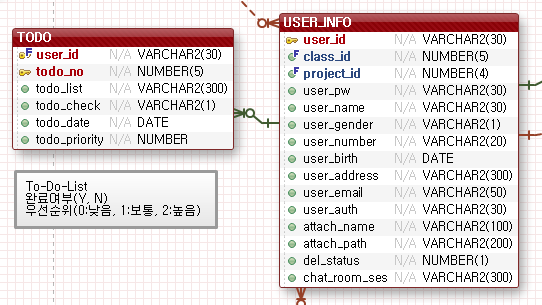 TODO
user_id N/A VARCHAR2(30)
todo_no N/A NUMBER(5)
todo_list N/A VARCHAR2(300)
todo_check N/A VARCHAR2(1)
todo_date N/A DATE
todo_priority N/A NUMBER
To-Do-List
완료여부(Y, N)
우선순위(0:낮음, 1:보통, 2:높음)
USER_INFO
user_id N/A VARCHAR2(30)
class_id N/A NUMBER(5)
project_id N/A NUMBER(4)
user_pw N/A VARCHAR2(30)
user_name N/A VARCHAR2(30)
user_gender N/A VARCHAR2(1)
user_number N/A VARCHAR2(20)
user_birth N/A DATE
user_address N/A VARCHAR2(300)
user_email N/A VARCHAR2(50)
user_auth N/A VARCHAR2(30)
attach_name N/A VARCHAR2(100)
attach_path N/A VARCHAR2(200)
del_status N/A NUMBER(1)
chat_room_ses N/A VARCHAR2(300)